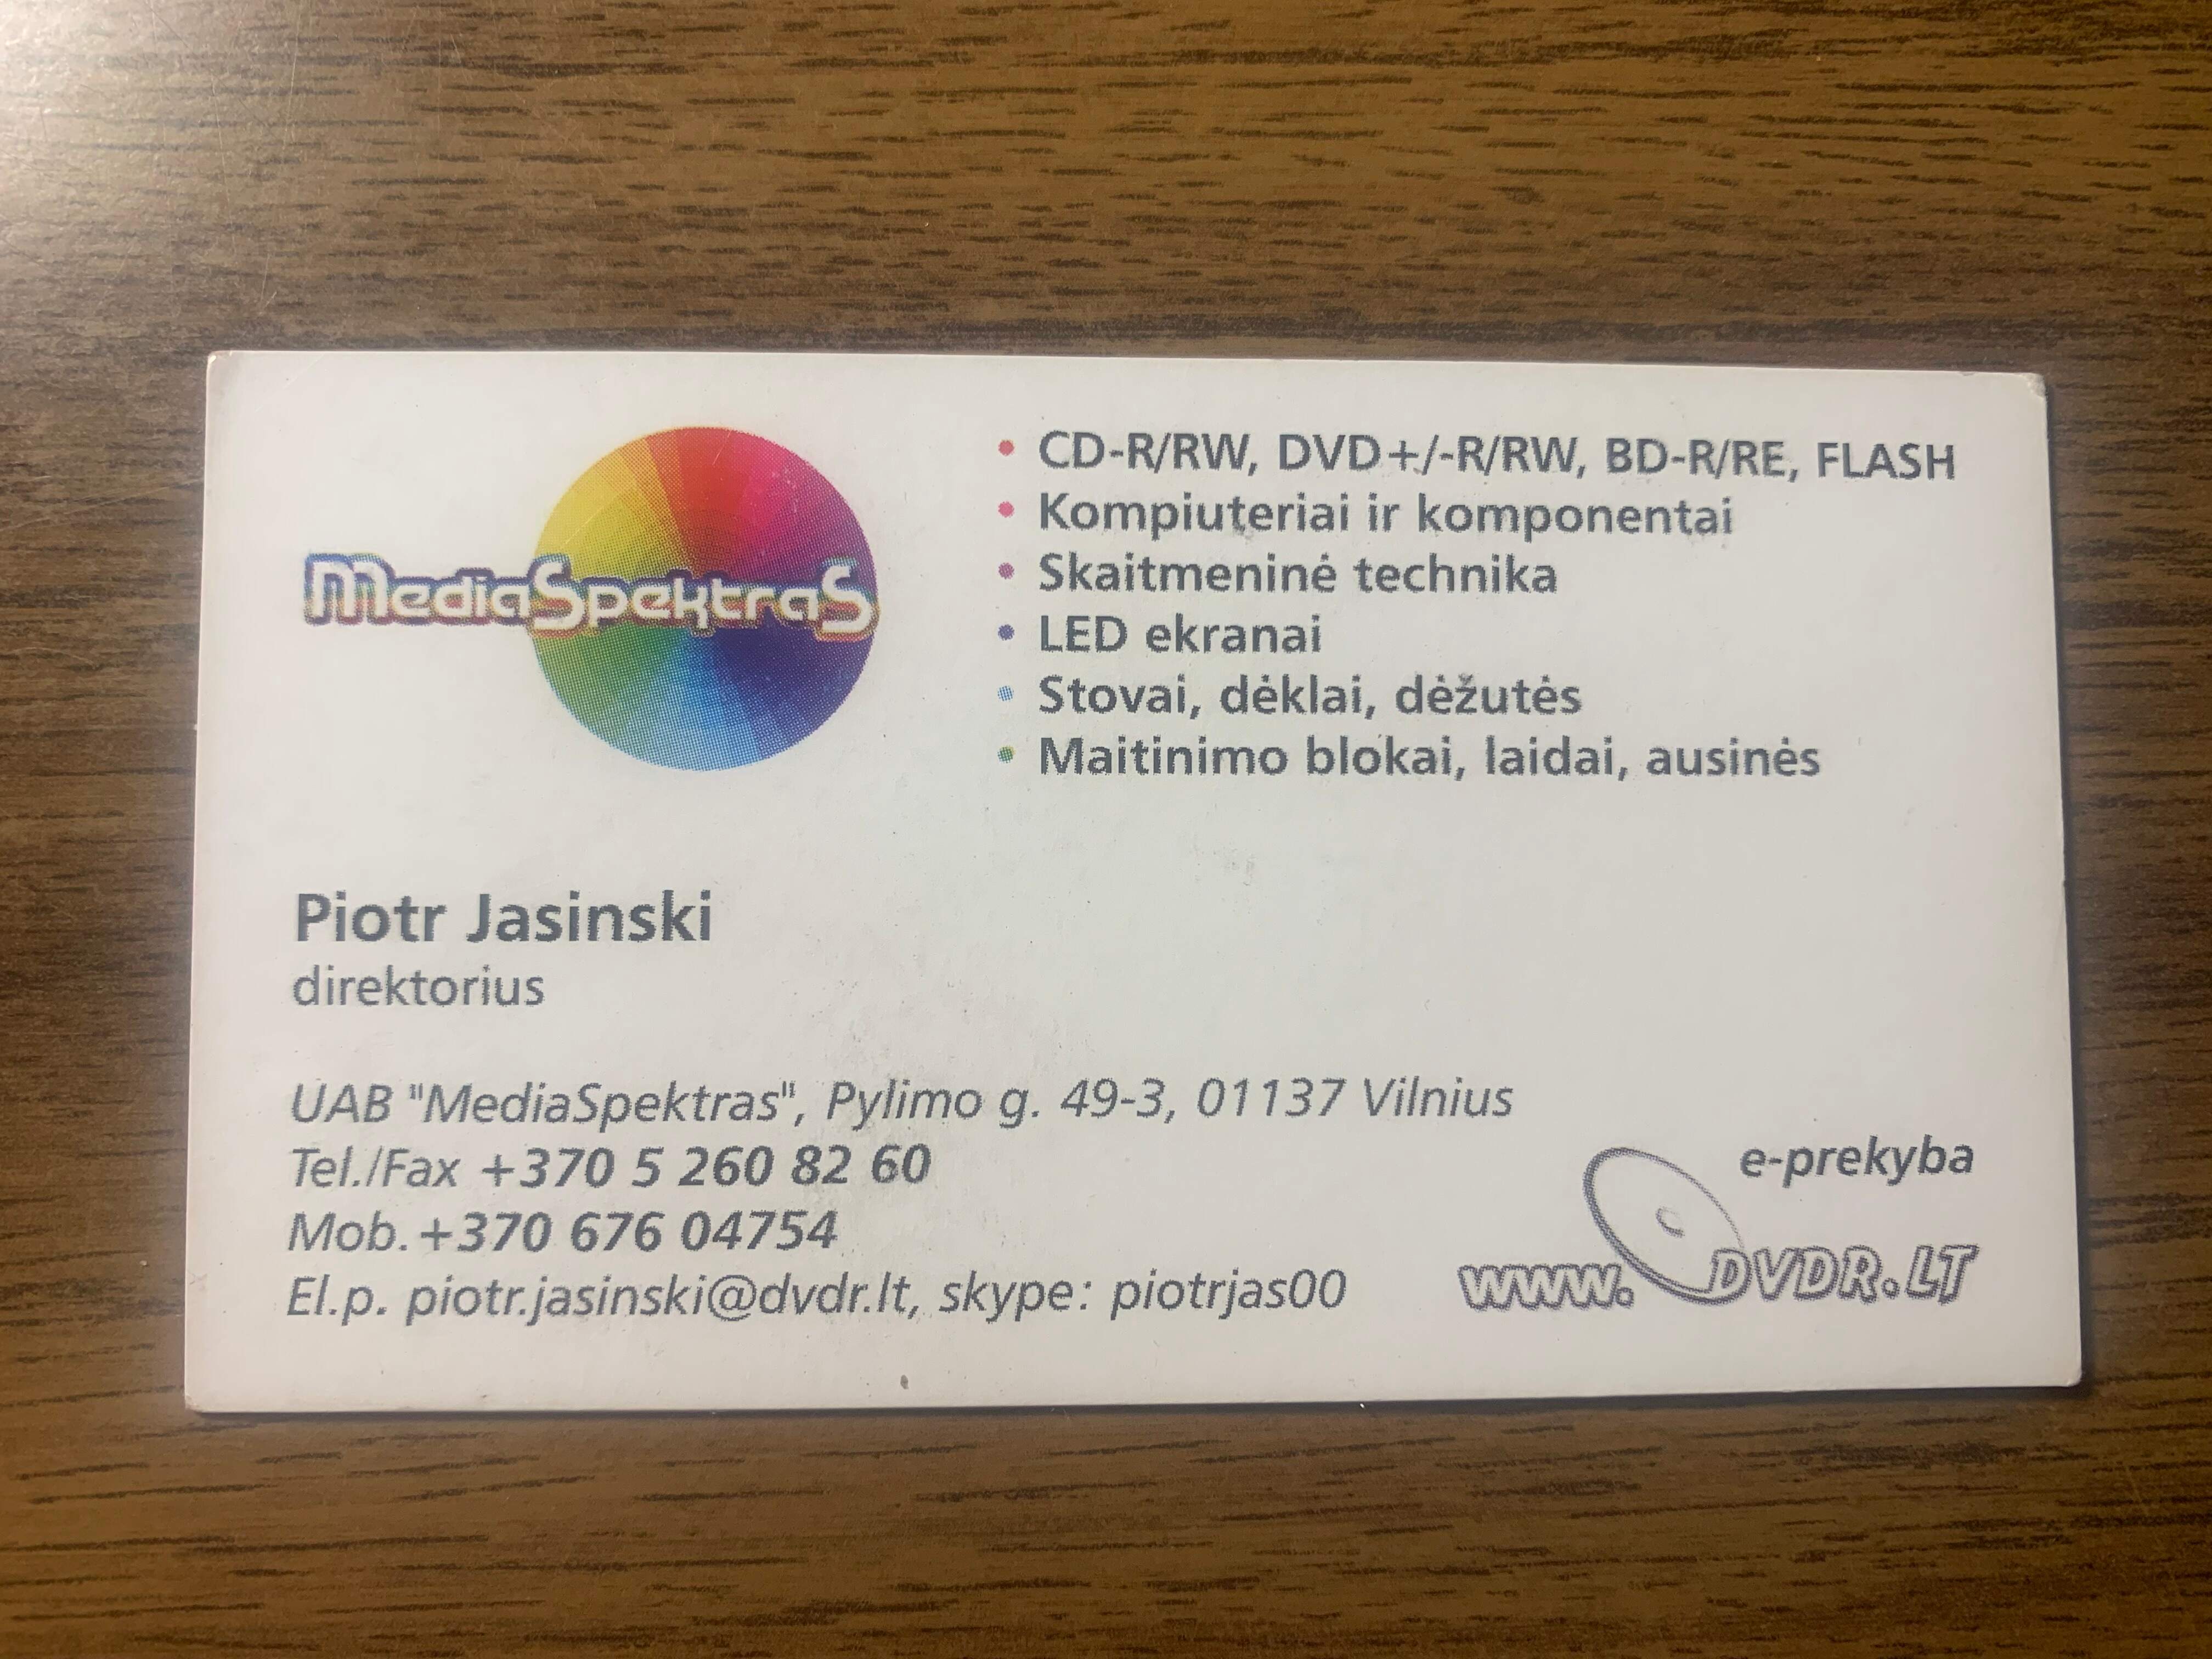 MediaSpektraS
• CD-R/RW, DVD+/-R/RW, BD-R/RE, FLASH
• Kompiuteriai ir komponentai
• Skaitmeninė technika
• LED ekranai
• Stovai, dėklai, dėžutės
• Maitinimo blokai, laidai, ausinės
Piotr Jasinski
direktorius
UAB "MediaSpektras", Pylimo g. 49-3, 01137 Vilnius
Tel./Fax +370 5 260 82 60
Mob. +370 676 04754
El.p. piotr.jasinski@dvdr.lt, skype: piotrjas00
e-prekyba
www.DVDR.LT